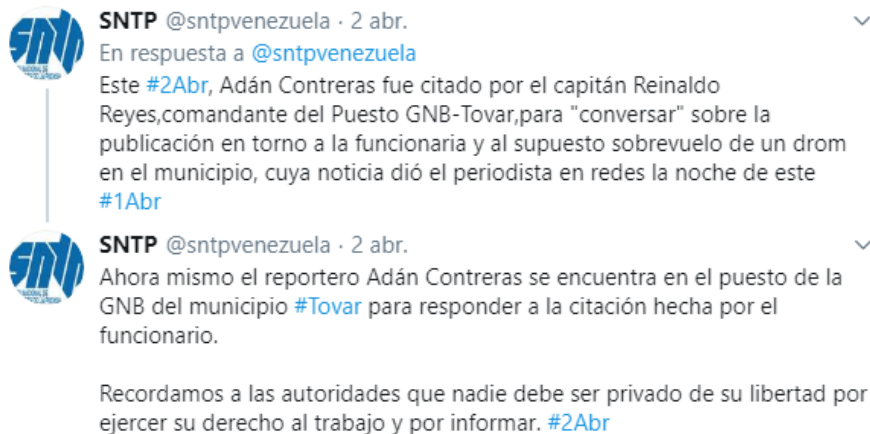 SNTP @sntpvenezuela · 2 abr.
En respuesta a @sntpvenezuela
Este #2Abr, Adán Contreras fue citado por el capitán Reinaldo
Reyes,comandante del Puesto GNB-Tovar,para "conversar" sobre la
publicación en torno a la funcionaria y al supuesto sobrevuelo de un drom
en el municipio, cuya noticia dió el periodista en redes la noche de este
#1Abr
SNTP @sntpvenezuela · 2 abr.
Ahora mismo el reportero Adán Contreras se encuentra en el puesto de la
GNB del municipio #Tovar para responder a la citación hecha por el
funcionario.
Recordamos a las autoridades que nadie debe ser privado de su libertad por
ejercer su derecho al trabajo y por informar. #2Abr